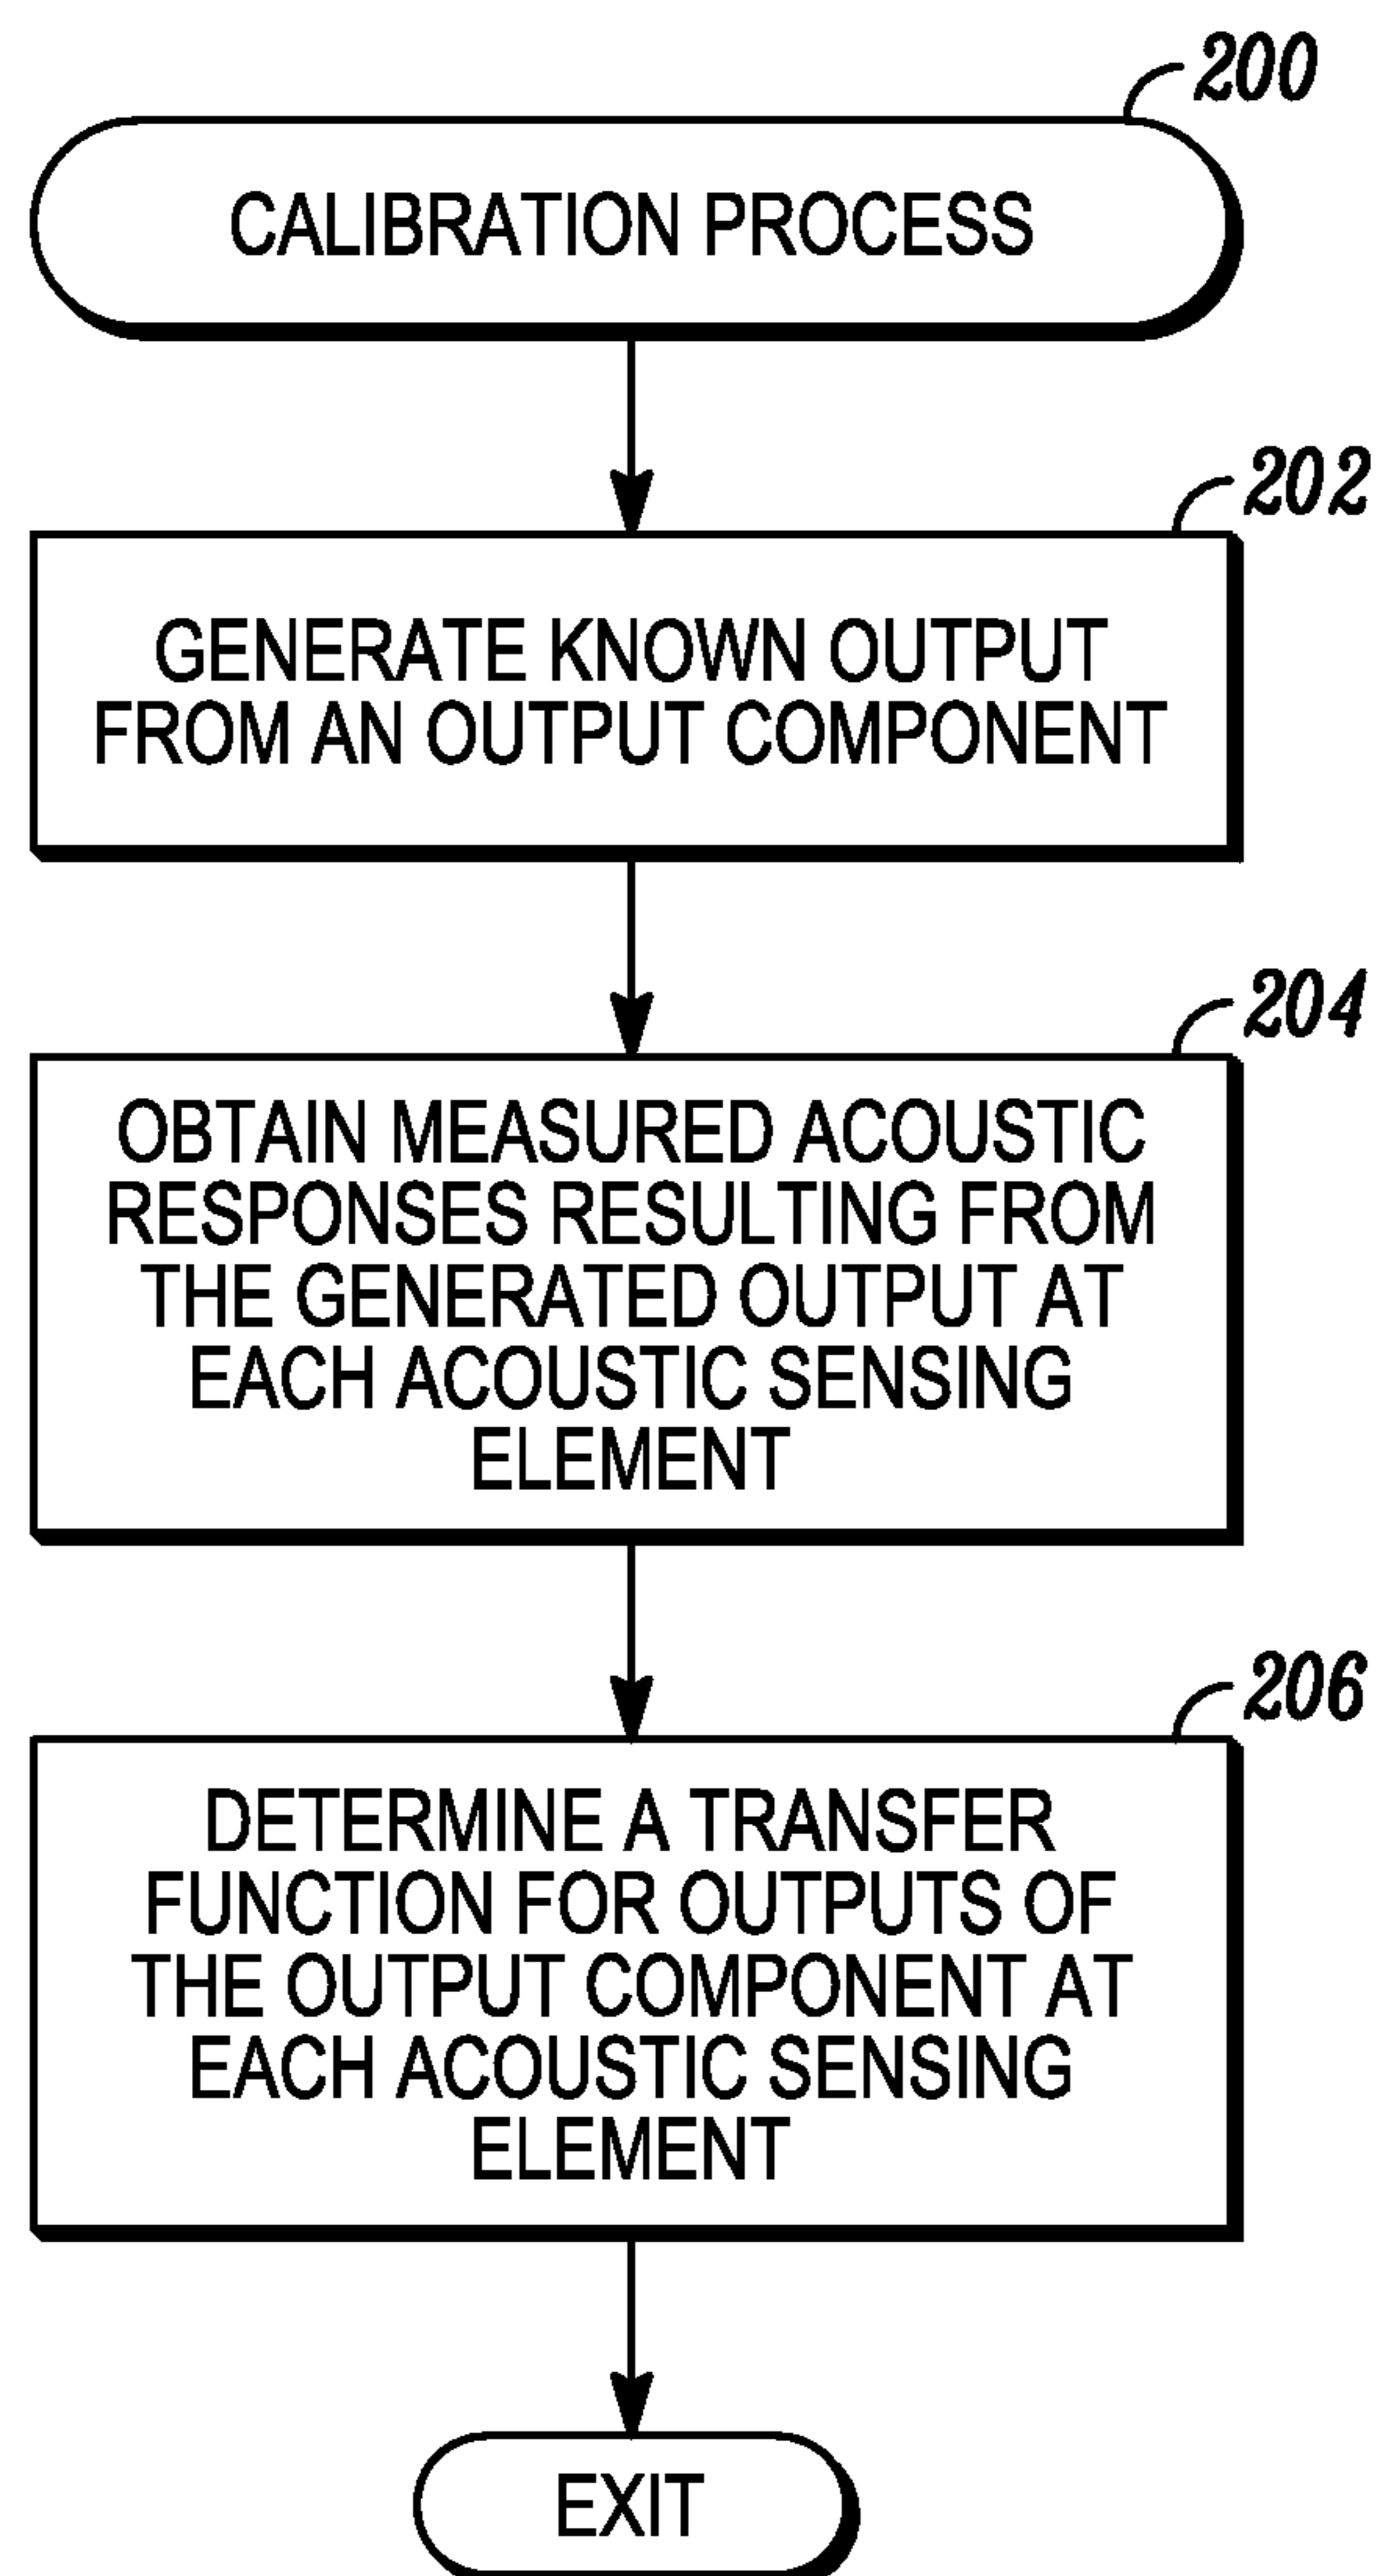 200
CALIBRATION PROCESS
202
GENERATE KNOWN OUTPUT
FROM AN OUTPUT COMPONENT
204
OBTAIN MEASURED ACOUSTIC
RESPONSES RESULTING FROM
THE GENERATED OUTPUT AT
EACH ACOUSTIC SENSING
ELEMENT
206
DETERMINE A TRANSFER
FUNCTION FOR OUTPUTS OF
THE OUTPUT COMPONENT AT
EACH ACOUSTIC SENSING
ELEMENT
EXIT